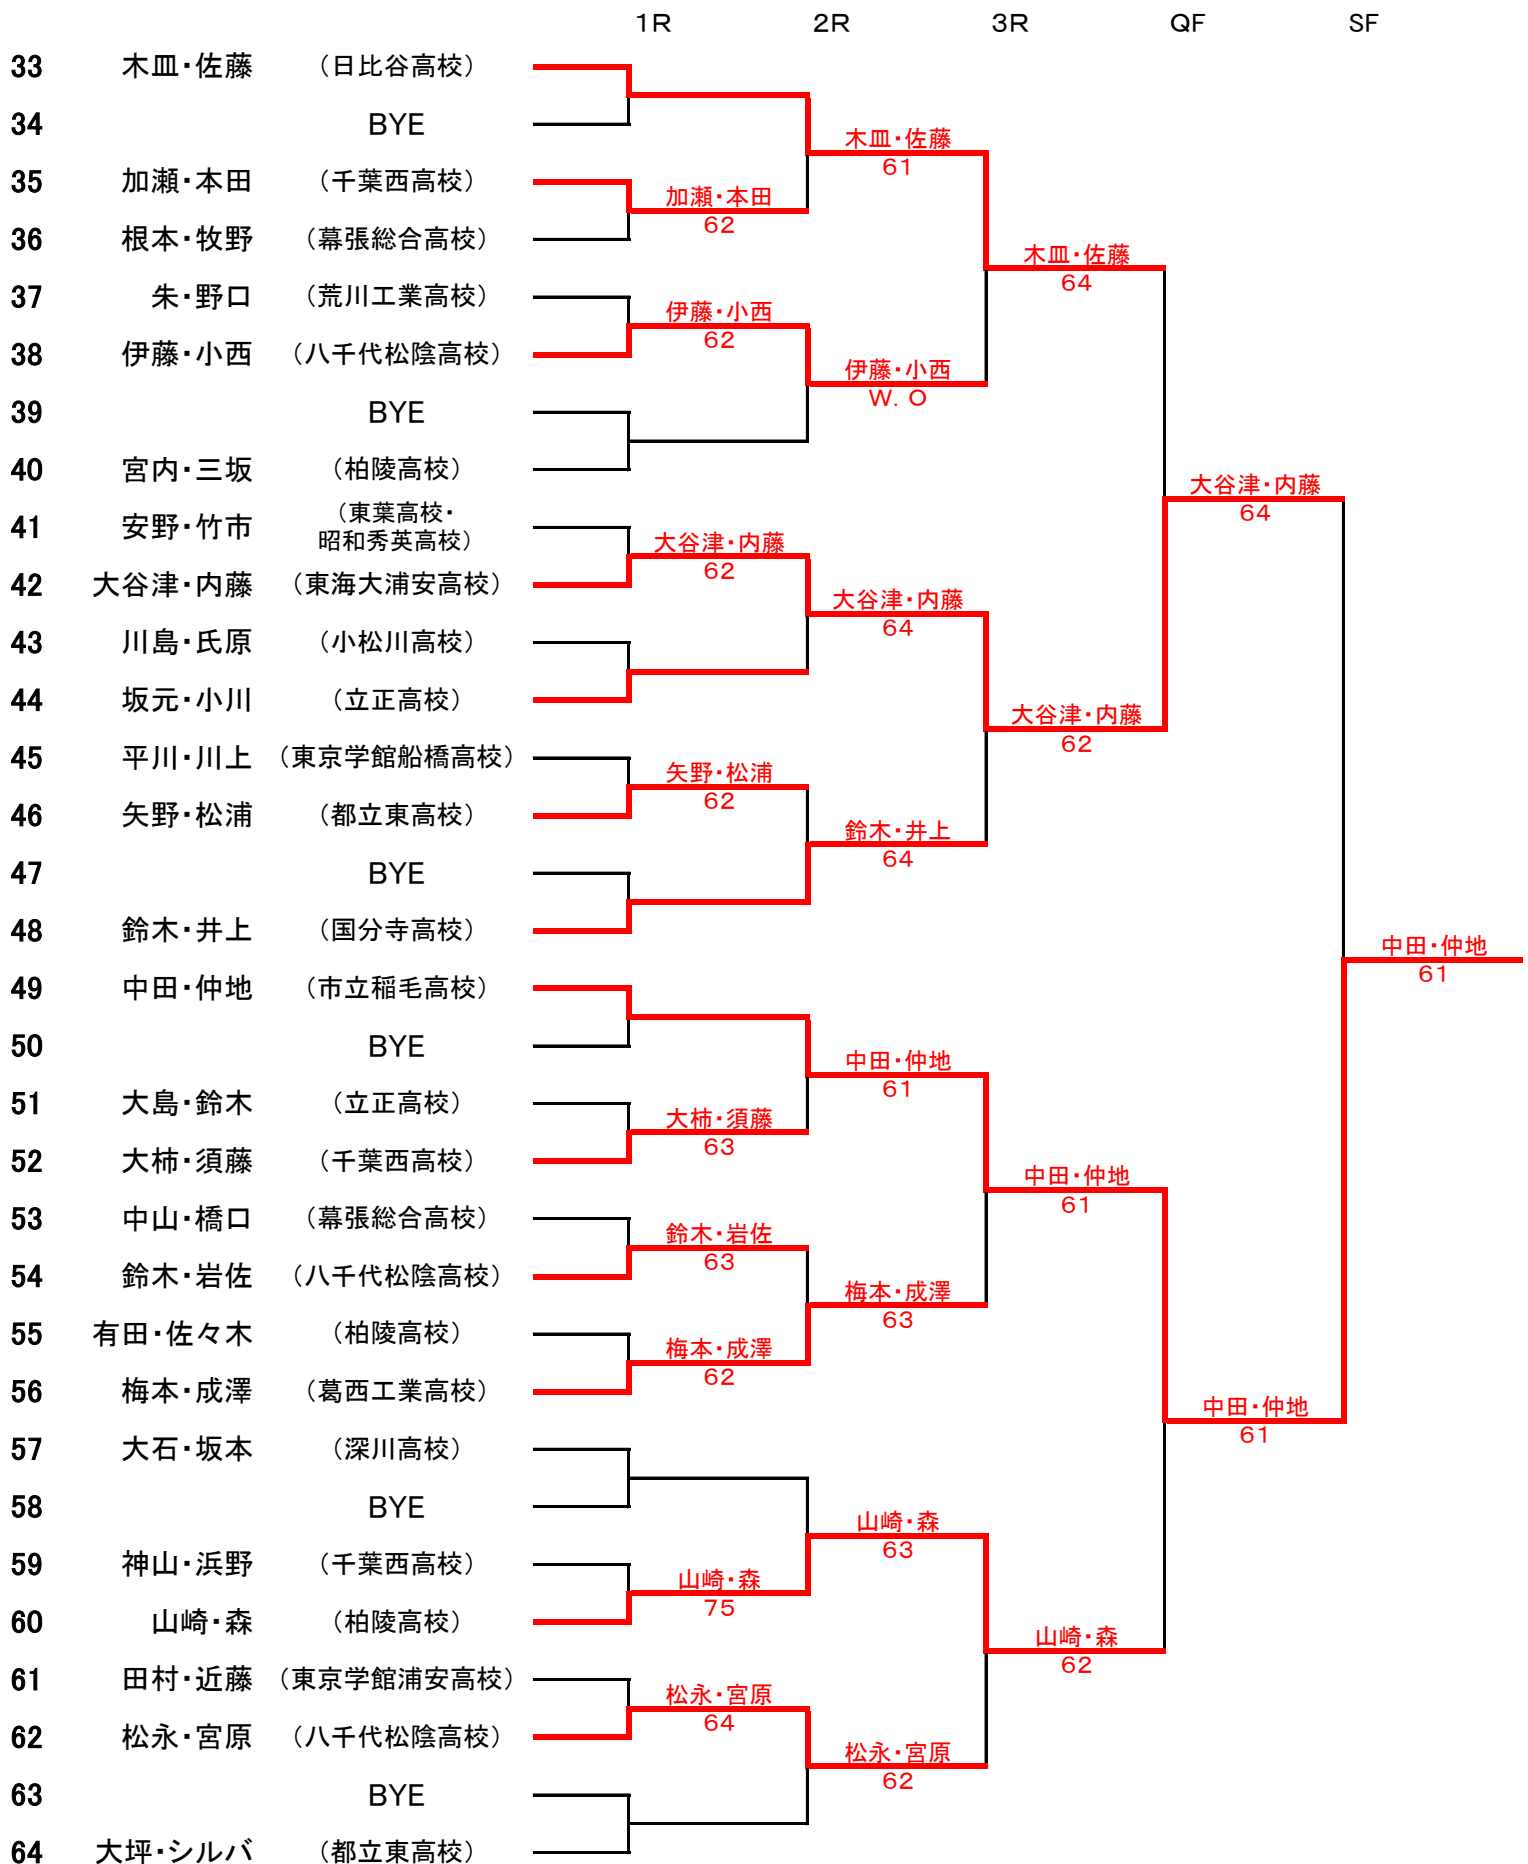 1R 2R 3R QF SF
33 木皿・佐藤 (日比谷高校)
34 BYE
木皿・佐藤
61
35 加瀬・本田 (千葉西高校)
加瀬・本田
62
36 根本・牧野 (幕張総合高校)
木皿・佐藤
64
37 朱・野口 (荒川工業高校)
伊藤・小西
62
38 伊藤・小西 (八千代松陰高校)
伊藤・小西
W.O
39 BYE
40 宮内・三坂 (柏陵高校)
大谷津・内藤
64
41 安野・竹市 (東葉高校・
昭和秀英高校)
大谷津・内藤
62
42 大谷津・内藤 (東海大浦安高校)
大谷津・内藤
64
43 川島・氏原 (小松川高校)
44 坂元・小川 (立正高校)
大谷津・内藤
62
45 平川・川上 (東京学館船橋高校)
矢野・松浦
62
46 矢野・松浦 (都立東高校)
鈴木・井上
64
47 BYE
48 鈴木・井上 (国分寺高校)
中田・仲地
61
49 中田・仲地 (市立稲毛高校)
50 BYE
中田・仲地
61
51 大島・鈴木 (立正高校)
大柿・須藤
63
52 大柿・須藤 (千葉西高校)
中田・仲地
61
53 中山・橋口 (幕張総合高校)
鈴木・岩佐
63
54 鈴木・岩佐 (八千代松陰高校)
梅本・成澤
63
55 有田・佐々木 (柏陵高校)
梅本・成澤
62
56 梅本・成澤 (葛西工業高校)
中田・仲地
61
57 大石・坂本 (深川高校)
58 BYE
山崎・森
63
59 神山・浜野 (千葉西高校)
山崎・森
75
60 山崎・森 (柏陵高校)
山崎・森
62
61 田村・近藤 (東京学館浦安高校)
松永・宮原
64
62 松永・宮原 (八千代松陰高校)
松永・宮原
62
63 BYE
64 大坪・シルバ (都立東高校)